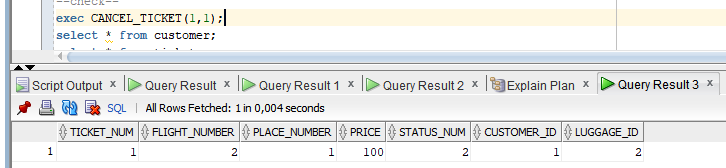 --check--
exec CANCEL_TICKET(1,1);
select * from customer;
Script Output x Query Result x Query Result 1 x Query Result 2 x Explain Plan x Query Result 3 x
SQL | All Rows Fetched: 1 in 0,004 seconds
TICKET_NUM FLIGHT_NUMBER PLACE_NUMBER PRICE STATUS_NUM CUSTOMER_ID LUGGAGE_ID
1 1 2 1 100 2 1 2